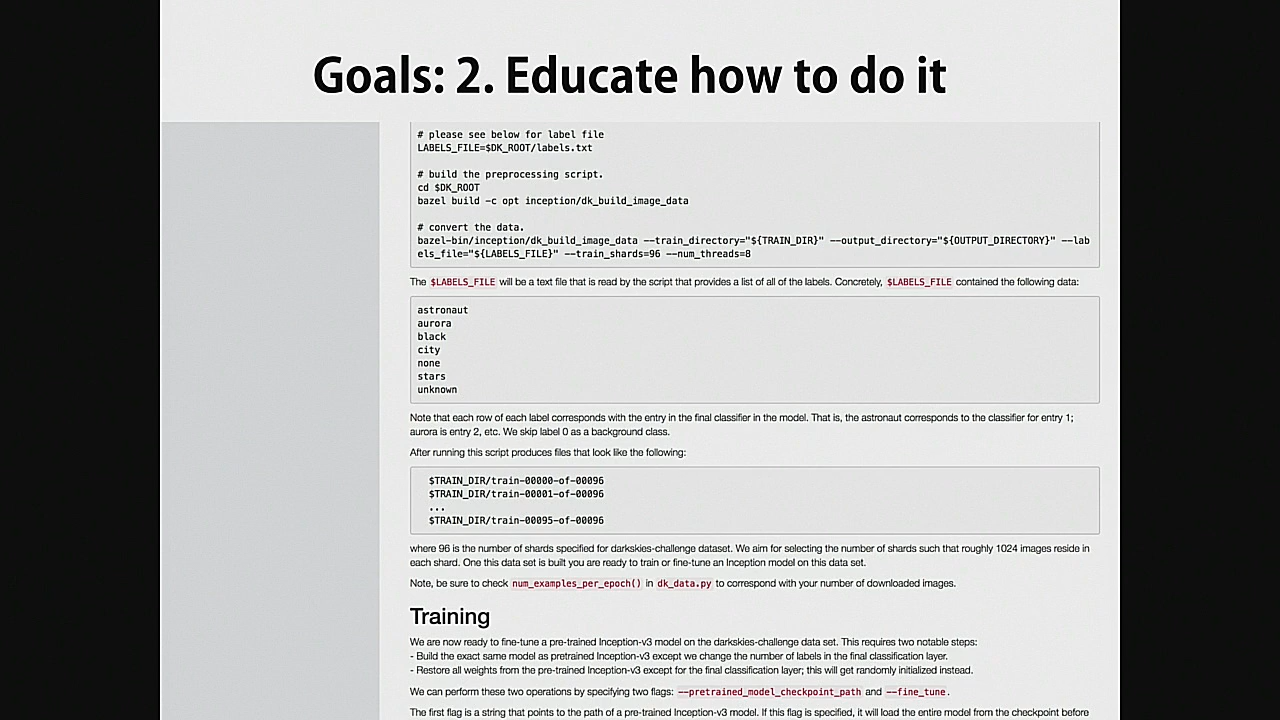 Goals: 2. Educate how to do it
# please see below for label file
LABELS_FILE=$DK_ROOT/labels.txt
# build the preprocessing script.
cd $DK_ROOT
bazel build -c opt inception/dk_build_image_data
# convert the data.
bazel-bin/inception/dk_build_image_data --train_directory="${TRAIN_DIR}" --output_directory="${OUTPUT_DIRECTORY}" --lab
els_file="${LABELS_FILE}" --train_shards=96 --num_threads=8
The $LABELS_FILE will be a text file that is read by the script that provides a list of all of the labels. Concretely, $LABELS_FILE contained the following data:
astronaut
aurora
black
city
none
stars
unknown
Note that each row of each label corresponds with the entry in the final classifier in the model. That is, the astronaut corresponds to the classifier for entry 1;
aurora is entry 2, etc. We skip label 0 as a background class.
After running this script produces files that look like the following:
$TRAIN_DIR/train-00000-of-00096
$TRAIN_DIR/train-00001-of-00096
...
$TRAIN_DIR/train-00095-of-00096
where 96 is the number of shards specified for darkskies-challenge dataset. We aim for selecting the number of shards such that roughly 1024 images reside in
each shard. One this data set is built you are ready to train or fine-tune an Inception model on this data set.
Note, be sure to check num_examples_per_epoch() in dk_data.py to correspond with your number of downloaded images.
Training
We are now ready to fine-tune a pre-trained Inception-v3 model on the darkskies-challenge data set. This requires two notable steps:
- Build the exact same model as pretrained Inception-v3 except we change the number of labels in the final classification layer.
- Restore all weights from the pre-trained Inception-v3 except for the final classification layer; this will get randomly initialized instead.
We can perform these two operations by specifying two flags: --pretrained_model_checkpoint_path and --fine_tune.
The first flag is a string that points to the path of a pre-trained Inception-v3 model. If this flag is specified, it will load the entire model from the checkpoint before